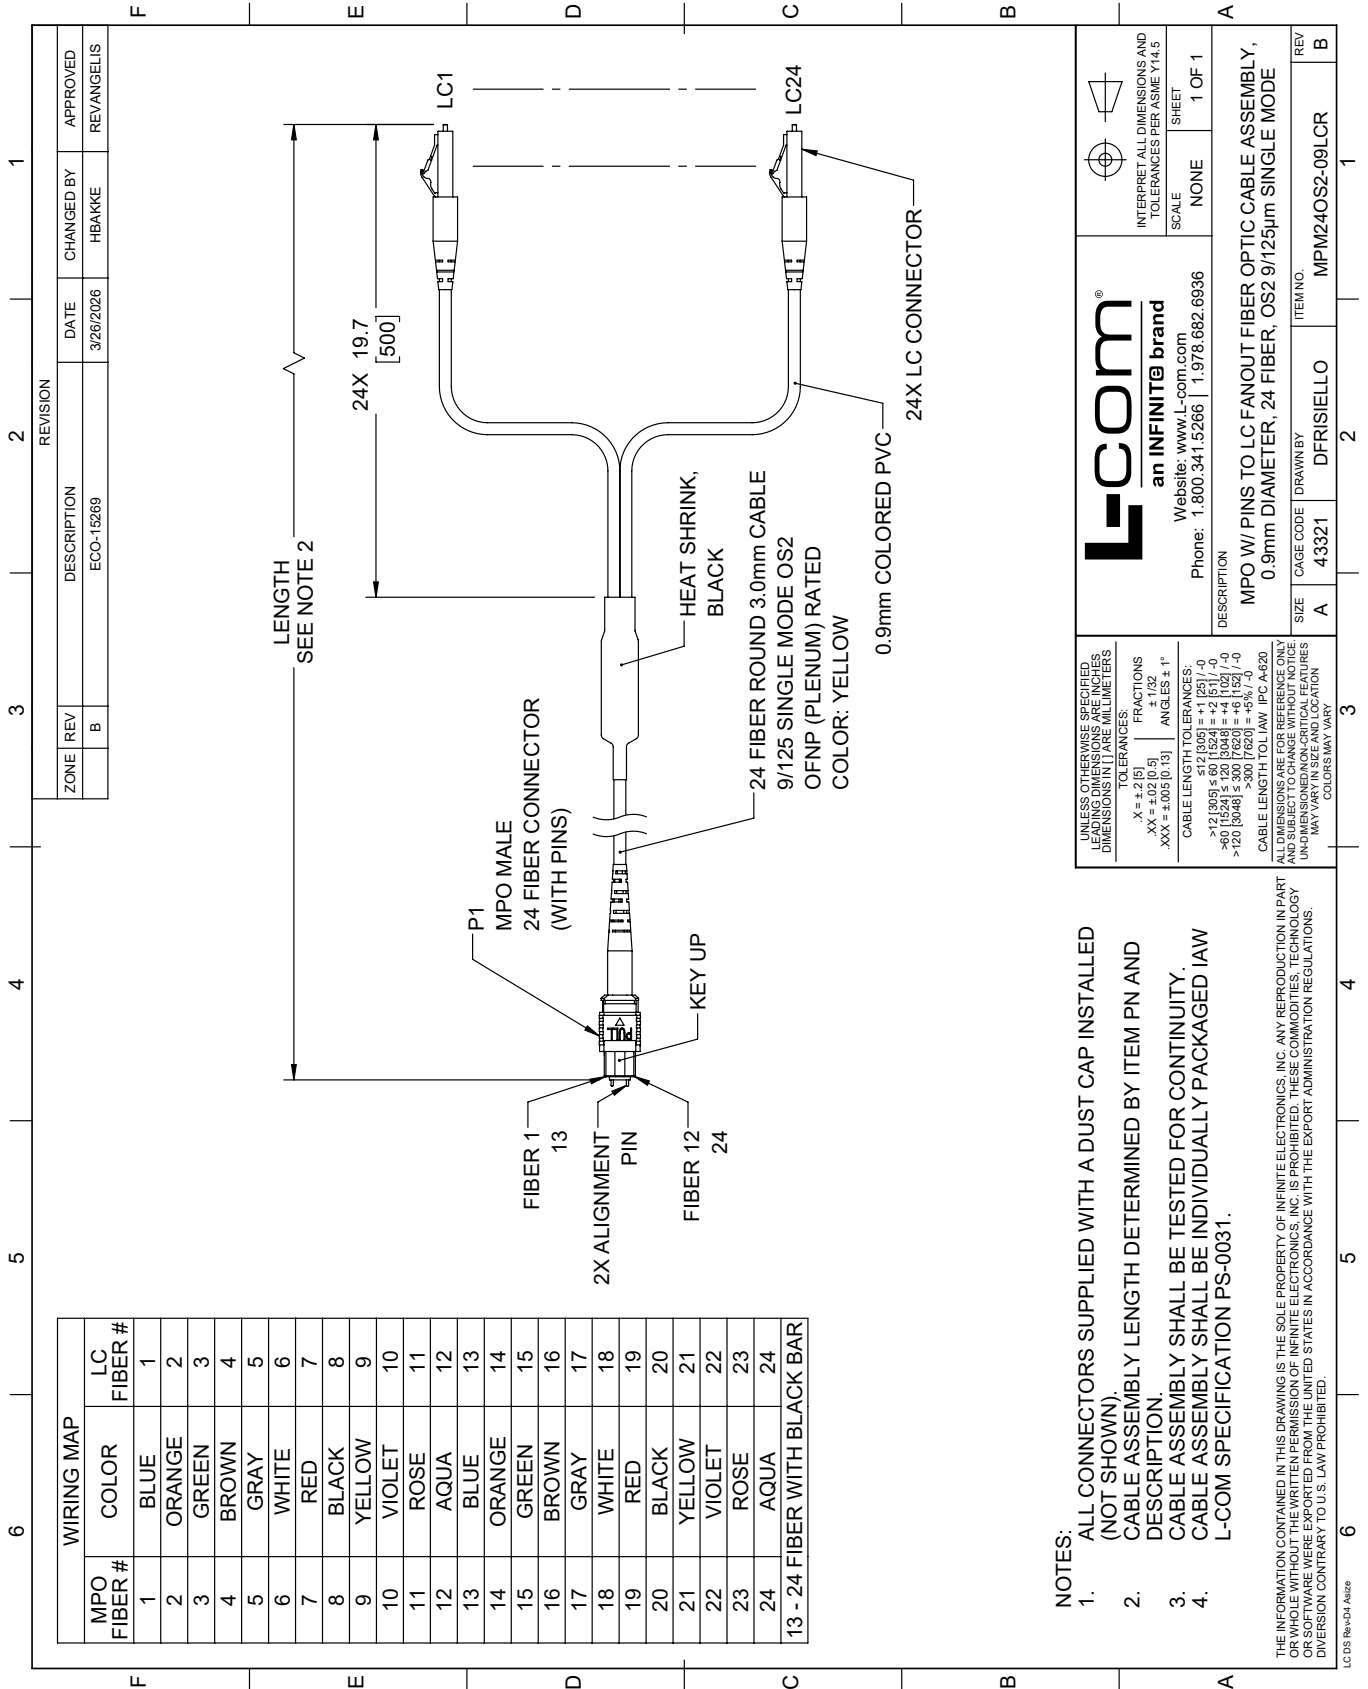 6
5
4
3
2
1
F
E
D
C
B
A
REVISION
ZONE
REV
DESCRIPTION
DATE
CHANGED BY
APPROVED
B
ECO-15269
3/26/2026
HBAKKE
REVANGELIS
WIRING MAP
MPO FIBER #
COLOR
LC FIBER #
1 BLUE 1
2 ORANGE 2
3 GREEN 3
4 BROWN 4
5 GRAY 5
6 WHITE 6
7 RED 7
8 BLACK 8
9 YELLOW 9
10 VIOLET 10
11 ROSE 11
12 AQUA 12
13 BLUE 13
14 ORANGE 14
15 GREEN 15
16 BROWN 16
17 GRAY 17
18 WHITE 18
19 RED 19
20 BLACK 20
21 YELLOW 21
22 VIOLET 22
23 ROSE 23
24 AQUA 24
13 - 24 FIBER WITH BLACK BAR
LENGTH
SEE NOTE 2
24X 19.7
[500]
LC1
LC24
P1
MPO MALE
24 FIBER CONNECTOR
(WITH PINS)
FIBER 1
13
2X ALIGNMENT
PIN
FIBER 12
24
PULL
KEY UP
HEAT SHRINK,
BLACK
24 FIBER ROUND 3.0mm CABLE
9/125 SINGLE MODE OS2
OFNP (PLENUM) RATED
COLOR: YELLOW
0.9mm COLORED PVC
24X LC CONNECTOR
NOTES:
1. ALL CONNECTORS SUPPLIED WITH A DUST CAP INSTALLED
(NOT SHOWN).
2. CABLE ASSEMBLY LENGTH DETERMINED BY ITEM PN AND
DESCRIPTION.
3. CABLE ASSEMBLY SHALL BE TESTED FOR CONTINUITY.
4. CABLE ASSEMBLY SHALL BE INDIVIDUALLY PACKAGED IAW
L-COM SPECIFICATION PS-0031.
THE INFORMATION CONTAINED IN THIS DRAWING IS THE SOLE PROPERTY OF INFINITE ELECTRONICS, INC. ANY REPRODUCTION IN PART
OR WHOLE WITHOUT THE WRITTEN PERMISSION OF INFINITE ELECTRONICS, INC. IS PROHIBITED. THESE COMMODITIES, TECHNOLOGY
OR SOFTWARE WERE EXPORTED FROM THE UNITED STATES IN ACCORDANCE WITH THE EXPORT ADMINISTRATION REGULATIONS.
DIVERSION CONTRARY TO U.S. LAW PROHIBITED.
LC DS Rev-D4 Asize
UNLESS OTHERWISE SPECIFIED
LEADING DIMENSIONS ARE INCHES
DIMENSIONS IN [ ] ARE MILLIMETERS
TOLERANCES:
.X = ±.2 [5]
.XX = ±.02 [0.5]
.XXX = ±.005 [0.13]
FRACTIONS
± 1/32
ANGLES ± 1°
CABLE LENGTH TOLERANCES:
≤12 [305] = +1 [25] / -0
>12 [305] ≤ 60 [1524] = +2 [51] / -0
>60 [1524] ≤ 120 [3048] = +4 [102] / -0
>120 [3048] ≤ 300 [7620] = +6 [152] / -0
>300 [7620] = +5% / -0
CABLE LENGTH TOL IAW IPC A-620
ALL DIMENSIONS ARE FOR REFERENCE ONLY
AND SUBJECT TO CHANGE WITHOUT NOTICE.
UN-DIMENSIONED/NON-CRITICAL FEATURES
MAY VARY IN SIZE AND LOCATION
COLORS MAY VARY
L-com®
an INFINITE brand
Website: www.L-com.com
Phone: 1.800.341.5266 | 1.978.682.6936
INTERPRET ALL DIMENSIONS AND
TOLERANCES PER ASME Y14.5
SCALE
NONE
SHEET
1 OF 1
DESCRIPTION
MPO W/ PINS TO LC FANOUT FIBER OPTIC CABLE ASSEMBLY,
0.9mm DIAMETER, 24 FIBER, OS2 9/125µm SINGLE MODE
SIZE
A
CAGE CODE
43321
DRAWN BY
DFRISIELLO
ITEM NO.
MPM24OS2-09LCR
REV
B
6
5
4
3
2
1
F
E
D
C
B
A